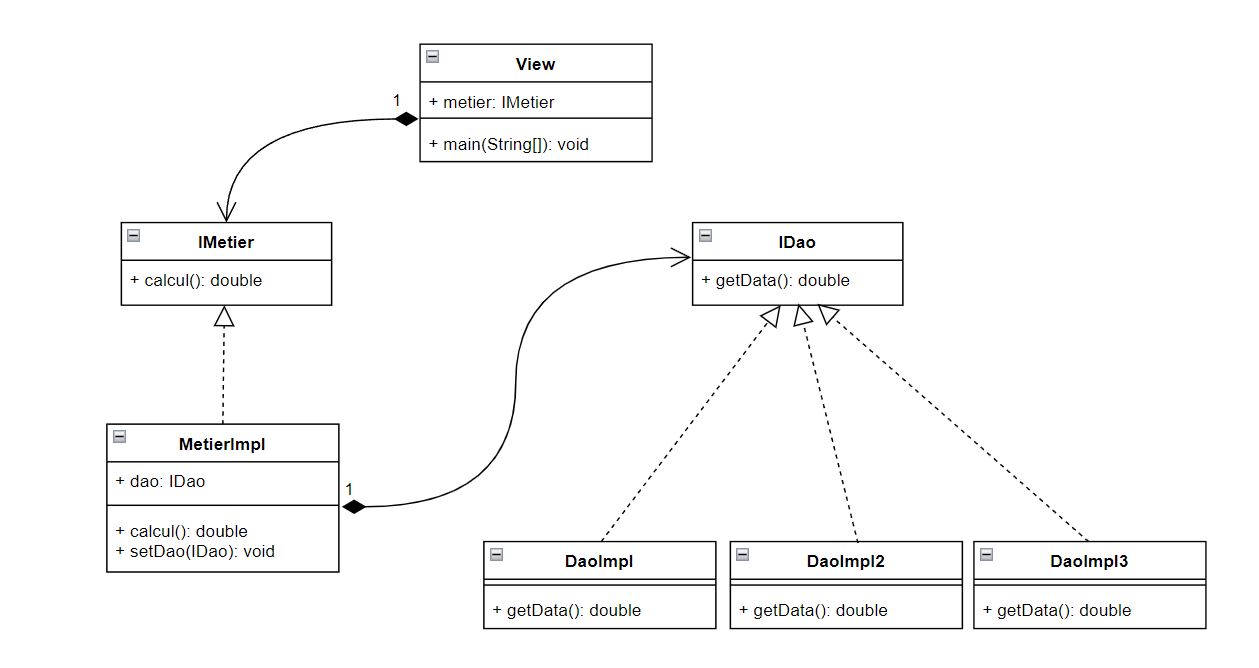 View
+ metier: IMetier
1
+ main(String[]): void
IMetier
+ calcul(): double
IDao
+ getData(): double
MetierImpl
+ dao: IDao
1
+ calcul(): double
+ setDao(IDao): void
DaoImpl
+ getData(): double
DaoImpl2
+ getData(): double
DaoImpl3
+ getData(): double